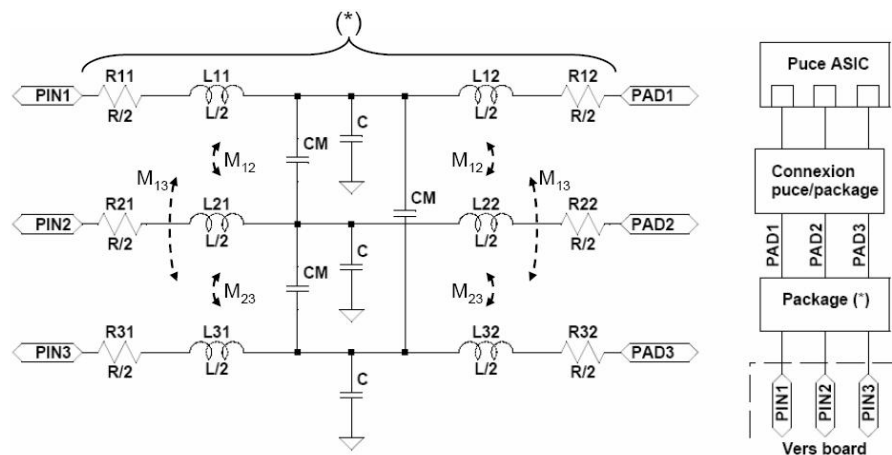 (*)
R11 L11 L12 R12
PIN1 PAD1
R/2 L/2 C L/2 R/2
CM
M12 M12
M13 CM M13
R21 L21 L22 R22
PIN2 PAD2
R/2 L/2 C L/2 R/2
CM
M23 M23
R31 L31 L32 R32
PIN3 PAD3
R/2 L/2 C L/2 R/2
Puce ASIC
Connexion
puce/package
PAD1
PAD2
PAD3
Package (*)
PIN1
PIN2
PIN3
Vers board